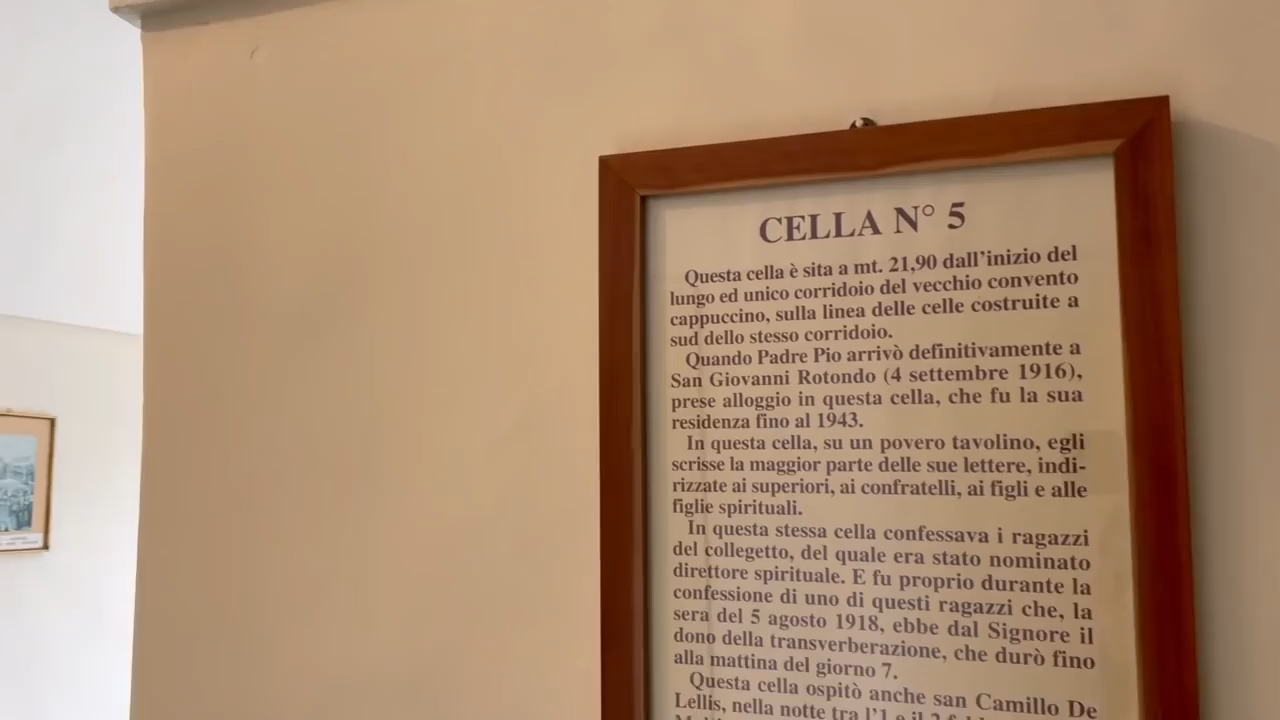 CELLA N° 5
Questa cella è sita a mt. 21,90 dall'inizio del
lungo ed unico corridoio del vecchio convento
cappuccino, sulla linea delle celle costruite a
sud dello stesso corridoio.
Quando Padre Pio arrivò definitivamente a
San Giovanni Rotondo (4 settembre 1916),
prese alloggio in questa cella, che fu la sua
residenza fino al 1943.
In questa cella, su un povero tavolino, egli
scrisse la maggior parte delle sue lettere, indi-
rizzate ai superiori, ai confratelli, ai figli e alle
figlie spirituali.
In questa stessa cella confessava i ragazzi
del collegetto, del quale era stato nominato
direttore spirituale. E fu proprio durante la
confessione di uno di questi ragazzi che, la
sera del 5 agosto 1918, ebbe dal Signore il
dono della transverberazione, che durò fino
alla mattina del giorno 7.
Questa cella ospitò anche san Camillo De
Lellis, nella notte tra l'1 e il 2